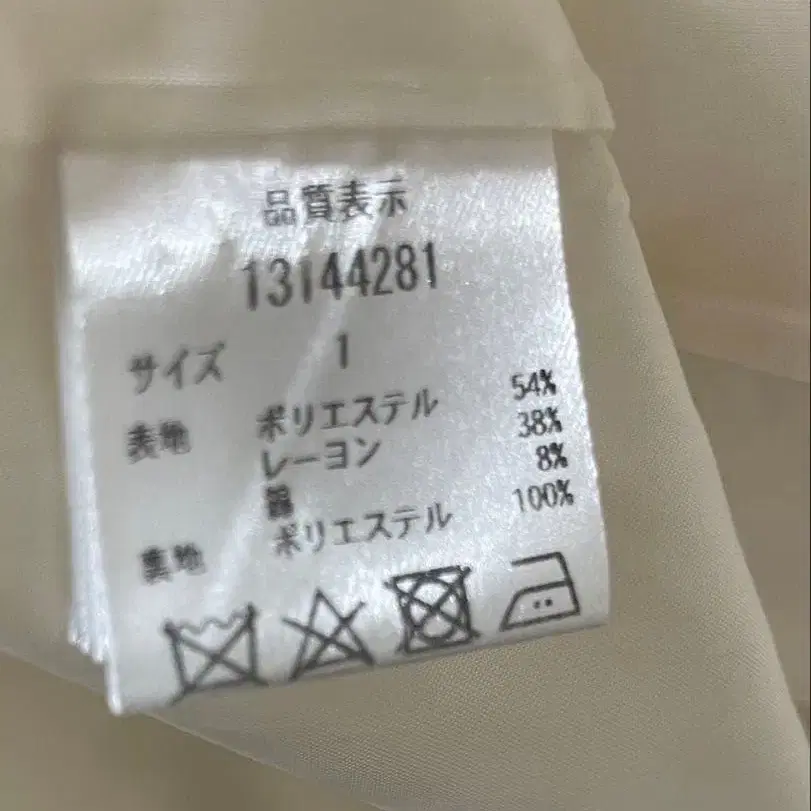 品質表示
13144281
サイズ 1
表地 ポリエステル 54%
レーヨン 38%
綿 8%
裏地 ポリエステル 100%